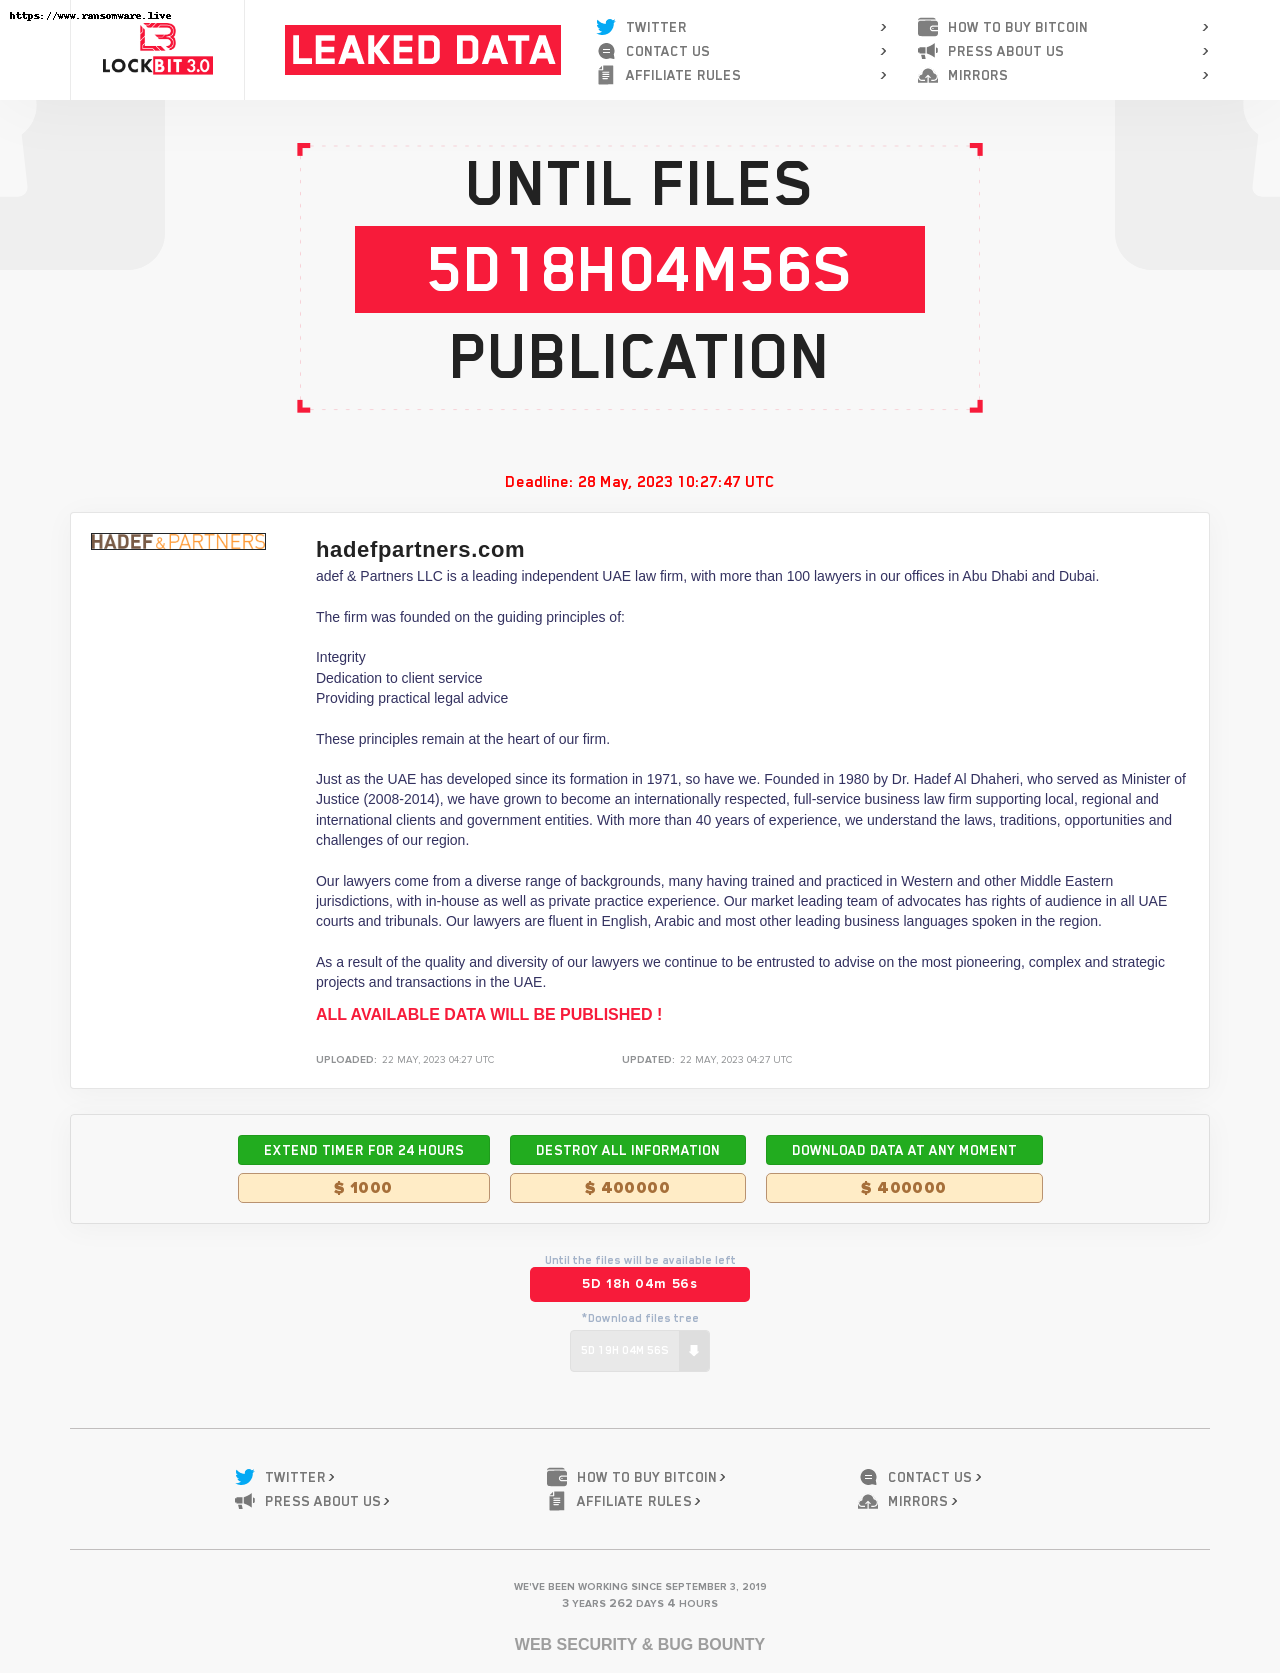 https://www.ransomware.live
LOCKBIT 3.0
LEAKED DATA
TWITTER
CONTACT US
AFFILIATE RULES
HOW TO BUY BITCOIN
PRESS ABOUT US
MIRRORS
UNTIL FILES
5D18H04M56S
PUBLICATION
Deadline: 28 May, 2023 10:27:47 UTC
HADEF & PARTNERS
hadefpartners.com
adef & Partners LLC is a leading independent UAE law firm, with more than 100 lawyers in our offices in Abu Dhabi and Dubai.
The firm was founded on the guiding principles of:
Integrity
Dedication to client service
Providing practical legal advice
These principles remain at the heart of our firm.
Just as the UAE has developed since its formation in 1971, so have we. Founded in 1980 by Dr. Hadef Al Dhaheri, who served as Minister of
Justice (2008-2014), we have grown to become an internationally respected, full-service business law firm supporting local, regional and
international clients and government entities. With more than 40 years of experience, we understand the laws, traditions, opportunities and
challenges of our region.
Our lawyers come from a diverse range of backgrounds, many having trained and practiced in Western and other Middle Eastern
jurisdictions, with in-house as well as private practice experience. Our market leading team of advocates has rights of audience in all UAE
courts and tribunals. Our lawyers are fluent in English, Arabic and most other leading business languages spoken in the region.
As a result of the quality and diversity of our lawyers we continue to be entrusted to advise on the most pioneering, complex and strategic
projects and transactions in the UAE.
ALL AVAILABLE DATA WILL BE PUBLISHED !
UPLOADED: 22 MAY, 2023 04:27 UTC
UPDATED: 22 MAY, 2023 04:27 UTC
EXTEND TIMER FOR 24 HOURS
$ 1000
DESTROY ALL INFORMATION
$ 400000
DOWNLOAD DATA AT ANY MOMENT
$ 400000
Until the files will be available left
5D 18h 04m 56s
*Download files tree
5D 19H 04M 56S
TWITTER
PRESS ABOUT US
HOW TO BUY BITCOIN
AFFILIATE RULES
CONTACT US
MIRRORS
WE'VE BEEN WORKING SINCE SEPTEMBER 3, 2019
3 YEARS 262 DAYS 4 HOURS
WEB SECURITY & BUG BOUNTY